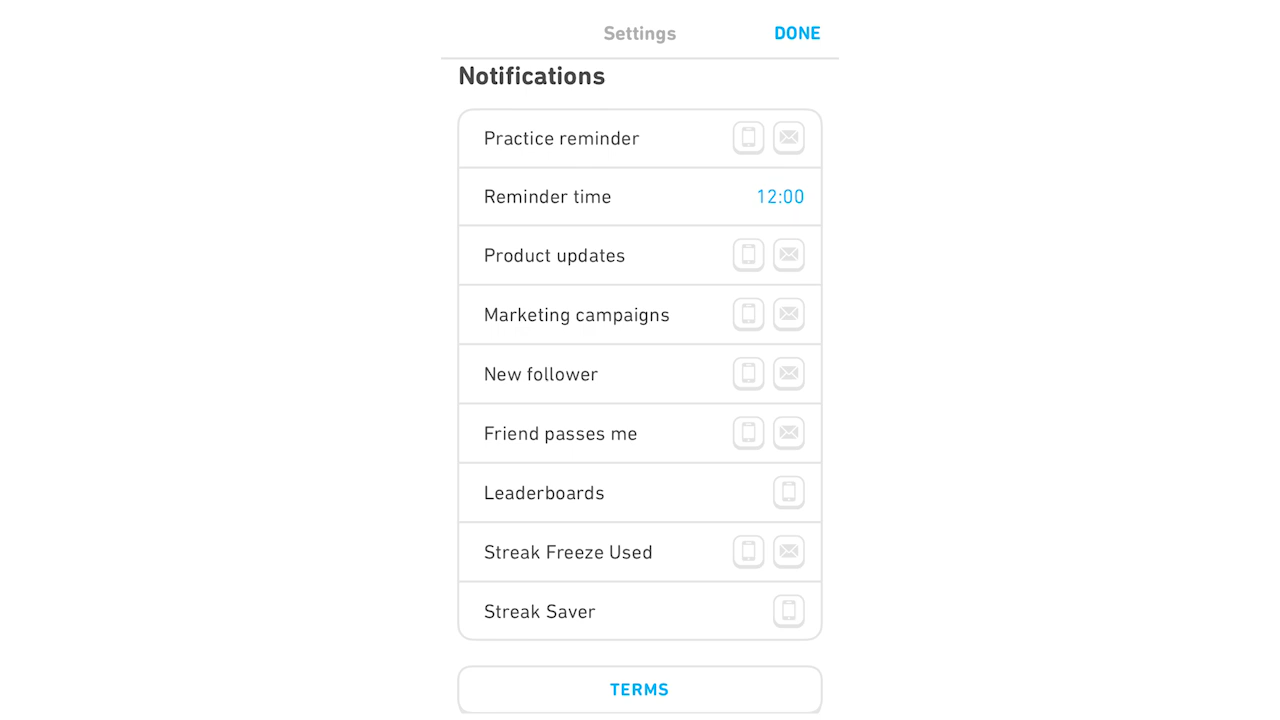 Settings
DONE
Notifications
Practice reminder
Reminder time
12:00
Product updates
Marketing campaigns
New follower
Friend passes me
Leaderboards
Streak Freeze Used
Streak Saver
TERMS